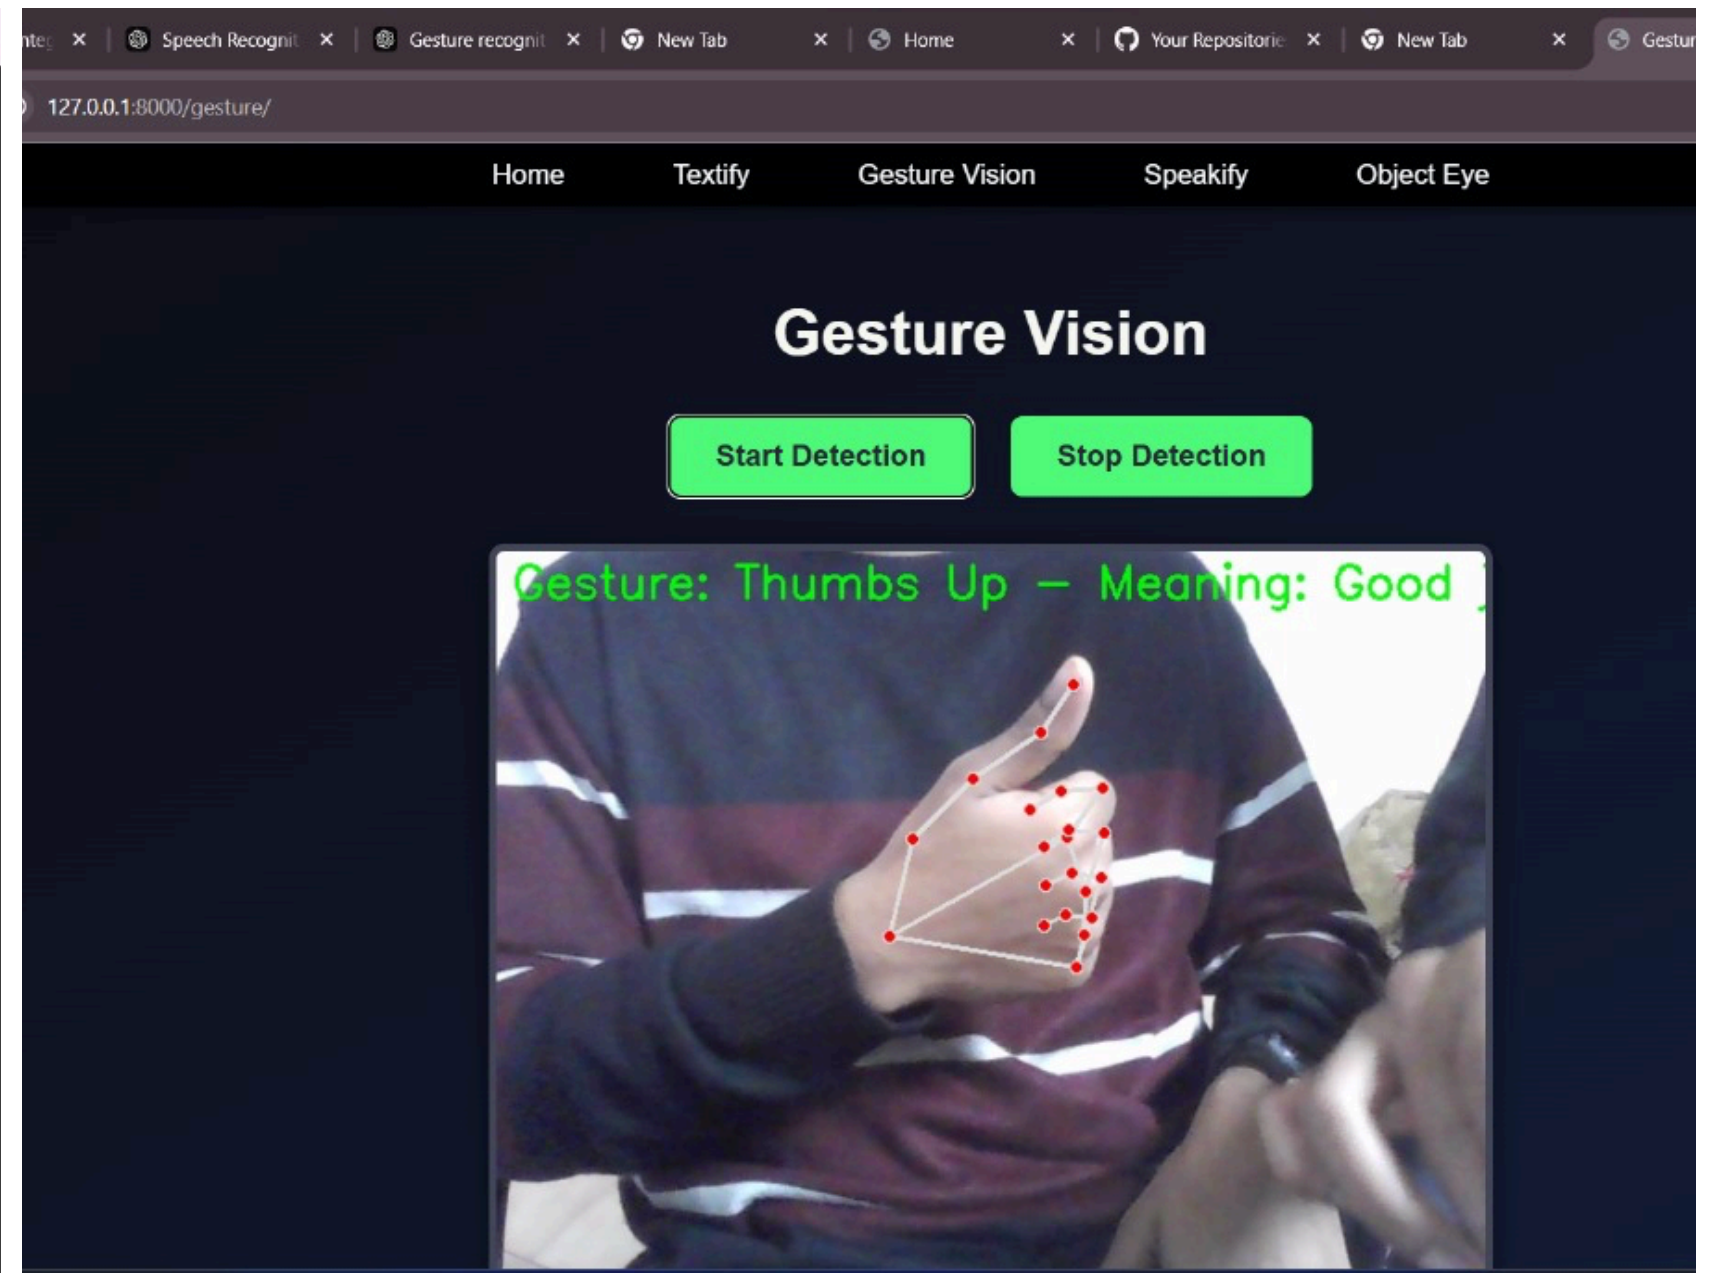 Speech Recognit Gesture recognit New Tab Home Your Repositorie New Tab Gestur
127.0.0.1:8000/gesture/
Home Textify Gesture Vision Speakify Object Eye
Gesture Vision
Start Detection Stop Detection
Gesture: Thumbs Up — Meaning: Good